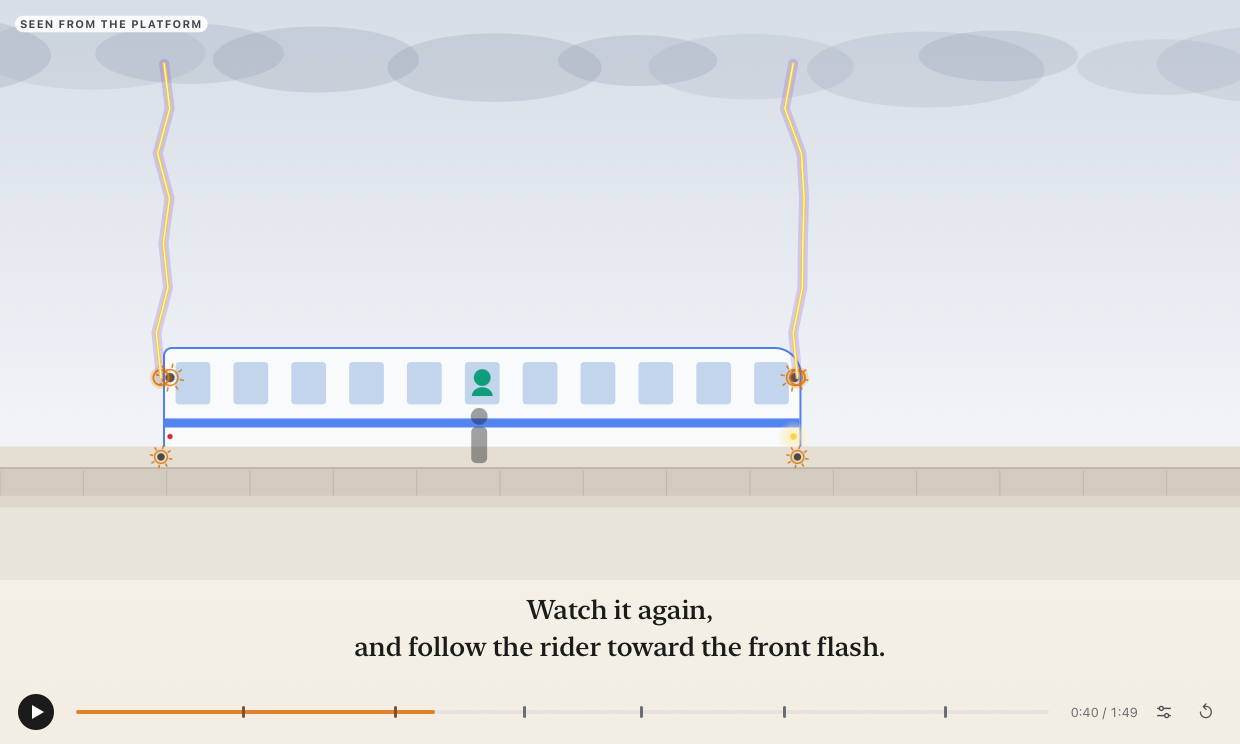 SEEN FROM THE PLATFORM
Watch it again,
and follow the rider toward the front flash.
0:40 / 1:49